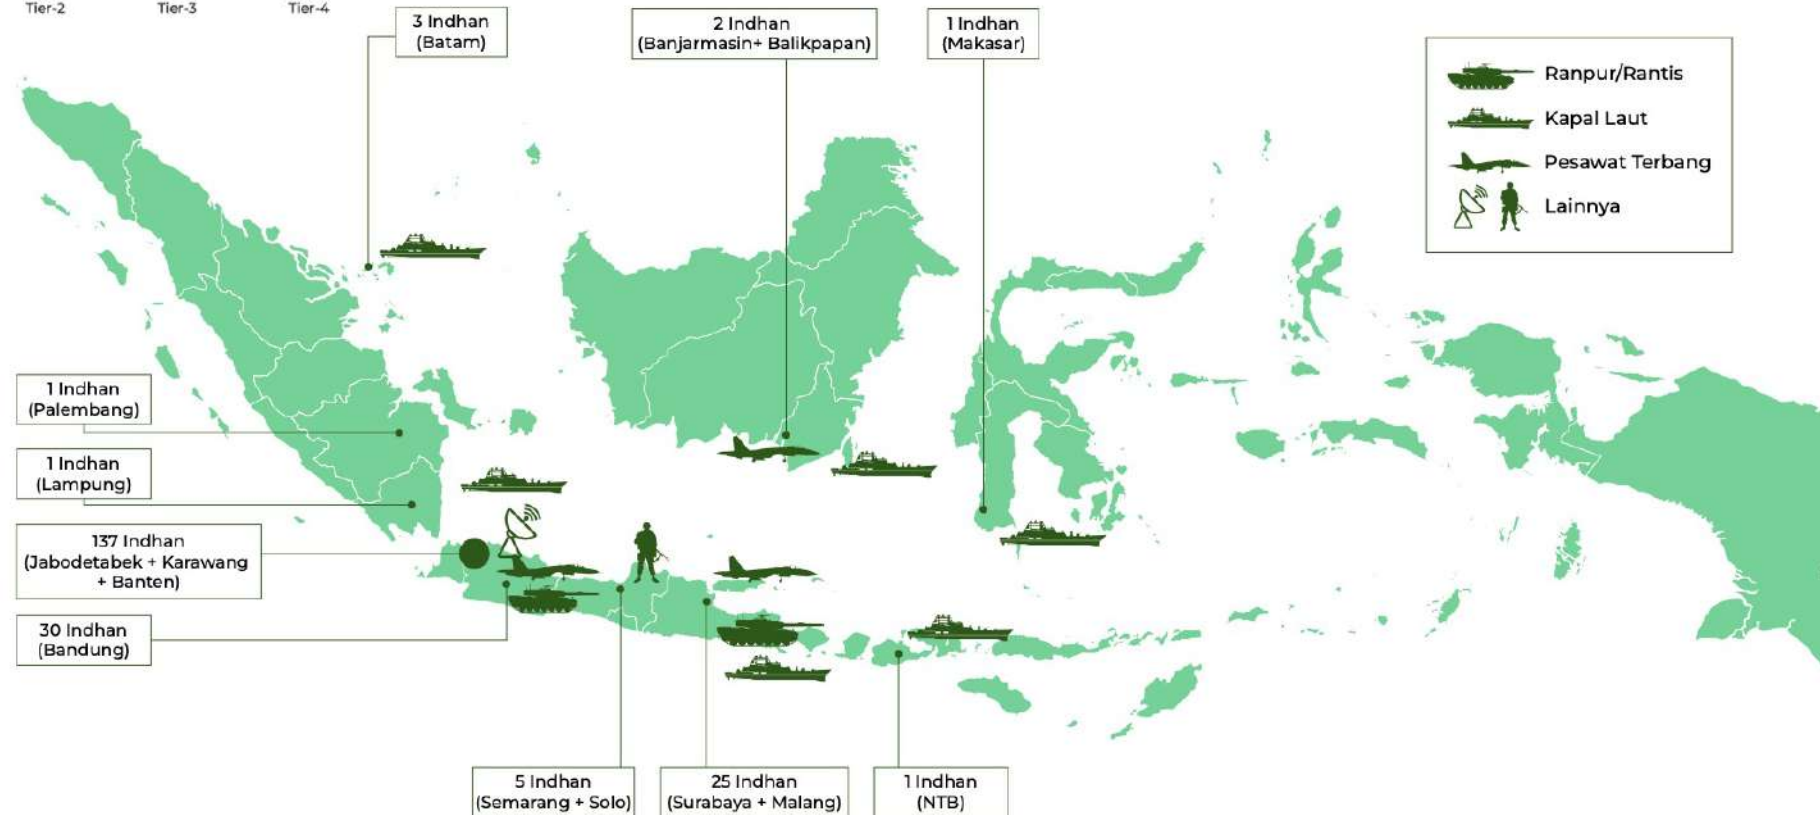 Tier-2 Tier-3 Tier-4
3 Indhan
(Batam)
2 Indhan
(Banjarmasin+ Balikpapan)
1 Indhan
(Makasar)
Ranpur/Rantis
Kapal Laut
Pesawat Terbang
Lainnya
1 Indhan
(Palembang)
1 Indhan
(Lampung)
137 Indhan
(Jabodetabek + Karawang
+ Banten)
30 Indhan
(Bandung)
5 Indhan
(Semarang + Solo)
25 Indhan
(Surabaya + Malang)
1 Indhan
(NTB)